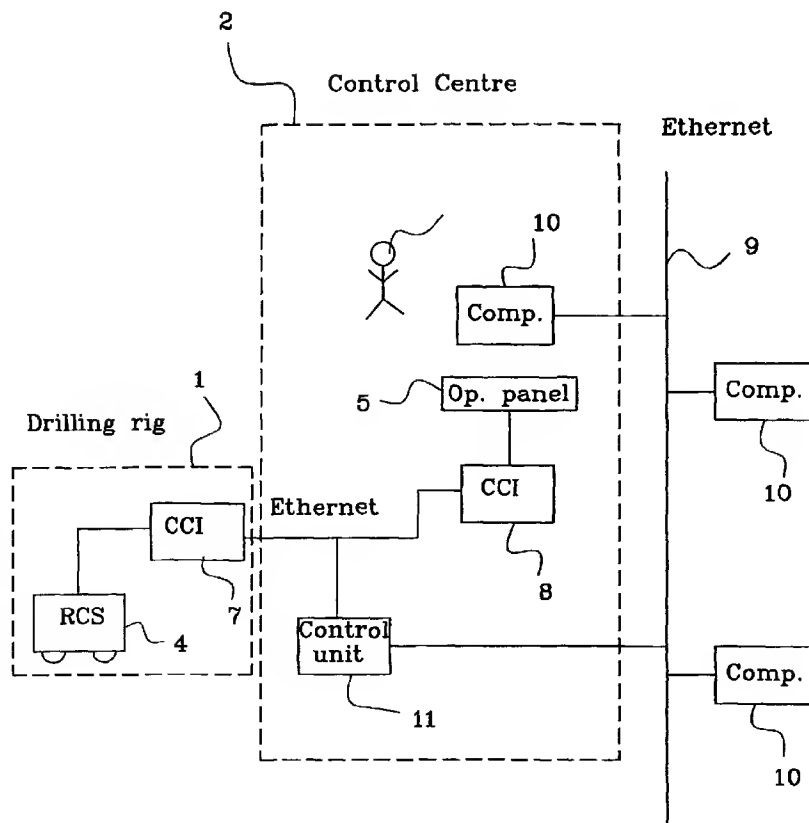 2
Control Centre
Ethernet
10
9
Comp.
1
5
Op. panel
Comp.
Drilling rig
10
Ethernet
CCI
CCI
7
8
RCS
4
Control
unit
Comp.
11
10